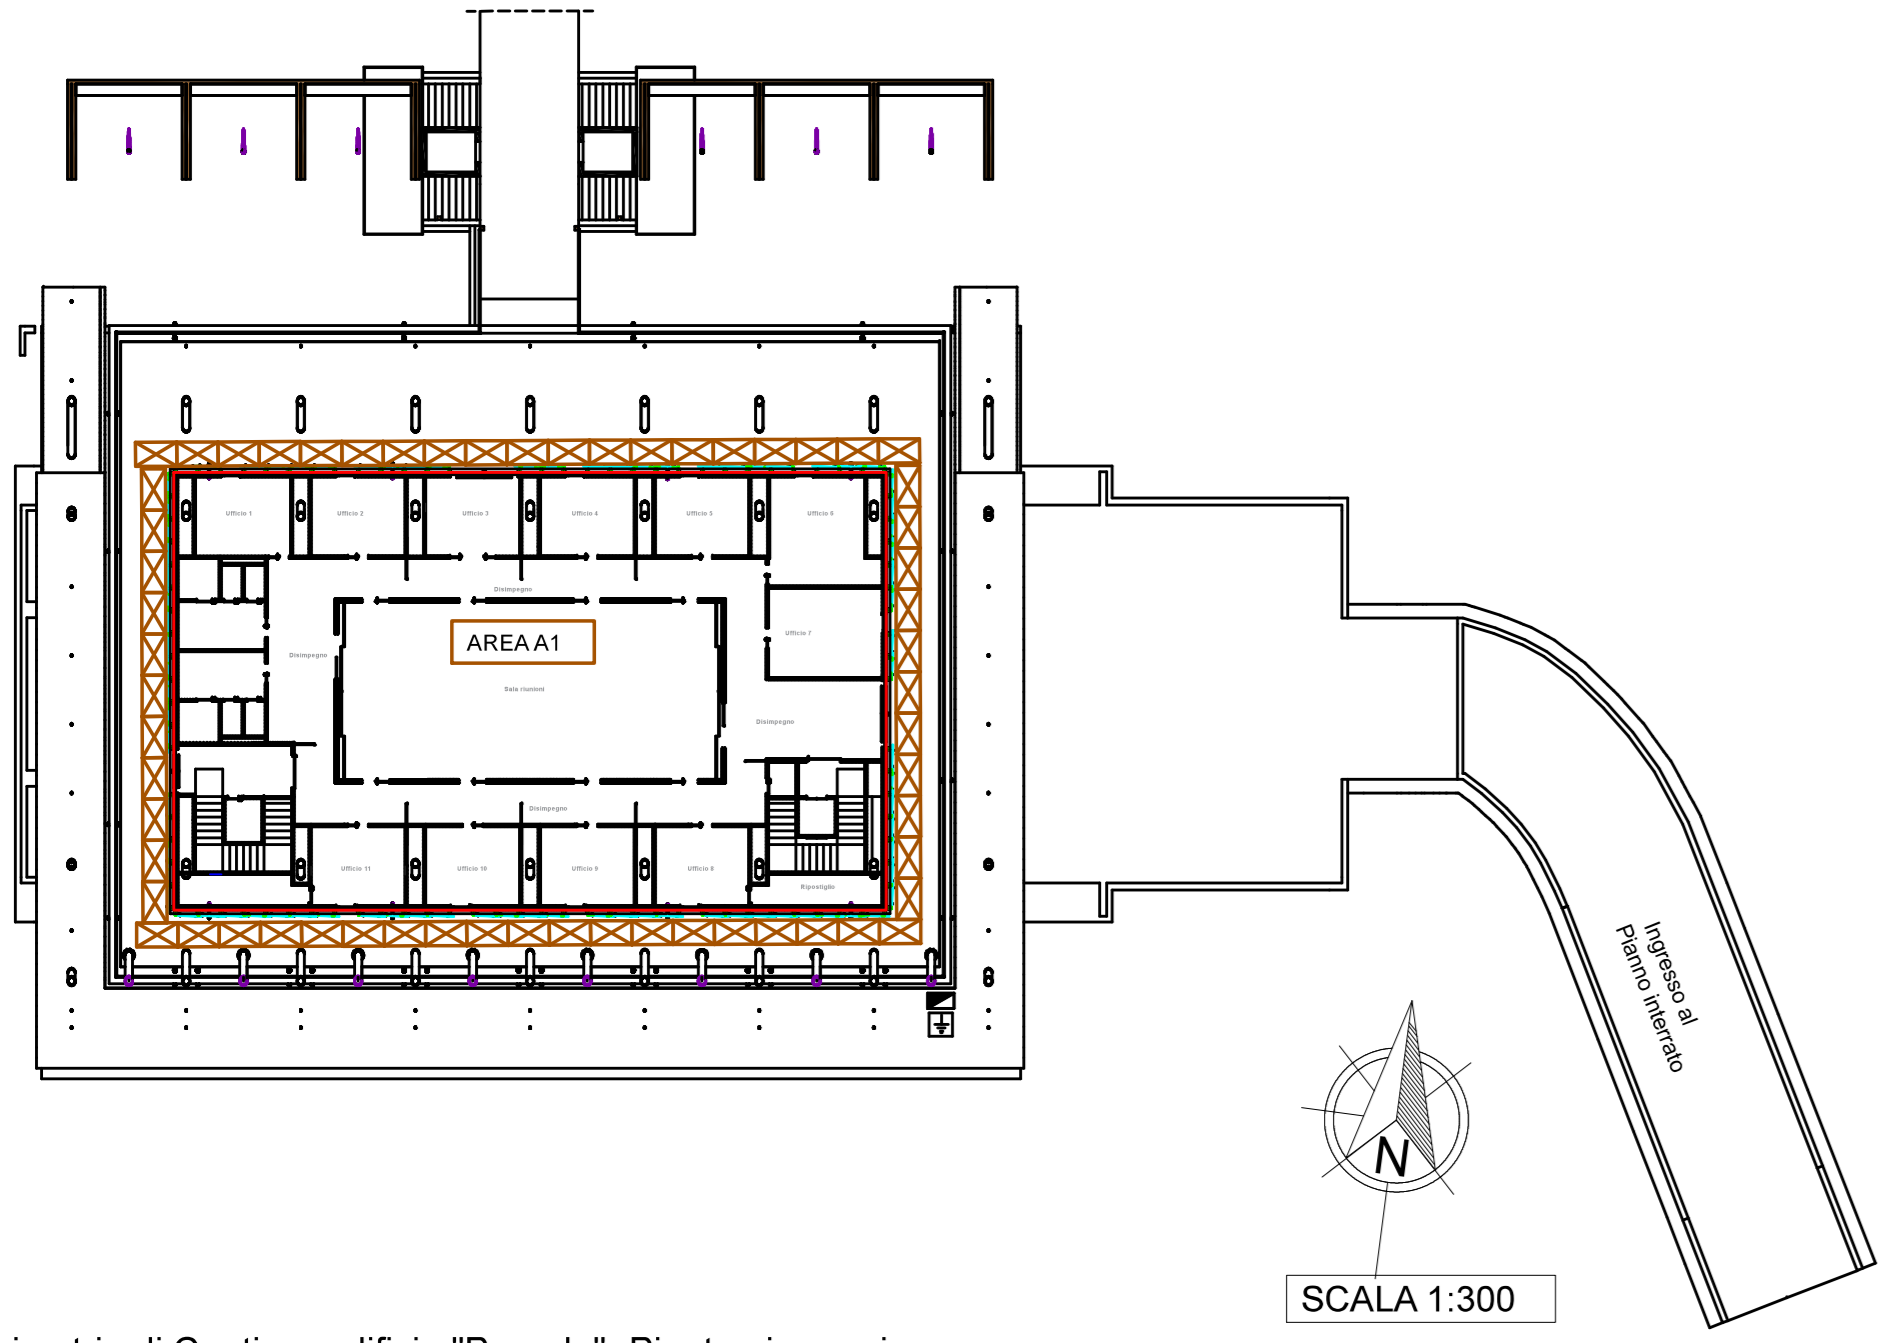 Ufficio 1
Ufficio 2
Ufficio 3
Ufficio 4
Ufficio 5
Ufficio 6
Disimpegno
Ufficio 7
AREA A1
Disimpegno
Sala riunioni
Disimpegno
Disimpegno
Ufficio 11
Ufficio 10
Ufficio 9
Ufficio 8
Ripostiglio
Ingresso al
Pianno interrato
N
SCALA 1:300